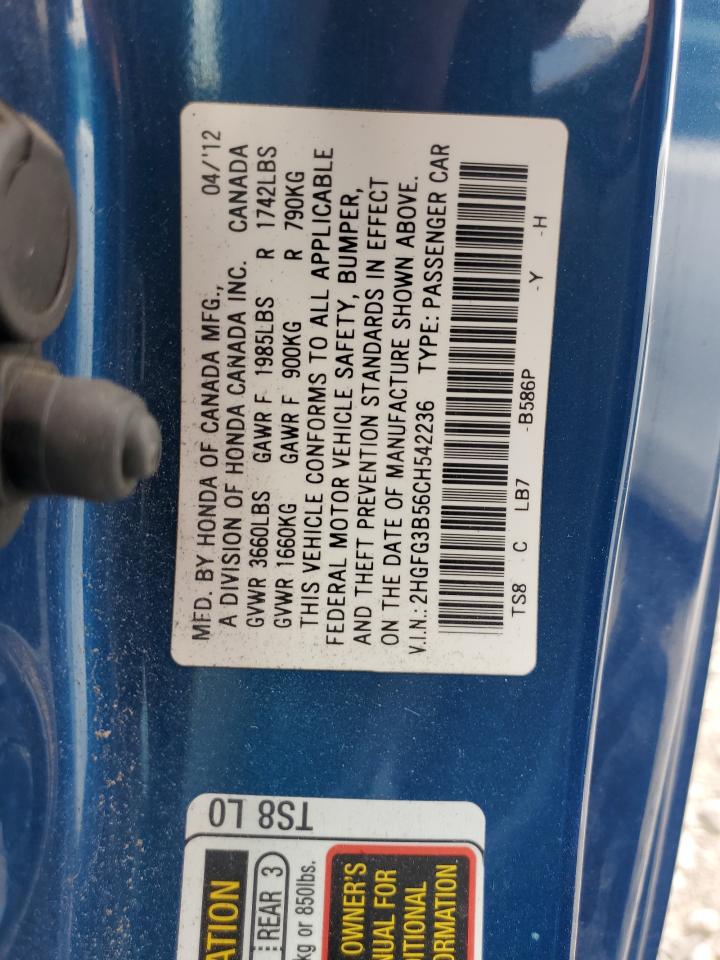 MFD. BY HONDA OF CANADA MFG., 04/'12
A DIVISION OF HONDA CANADA INC. CANADA
GVWR 3660LBS GAWR F 1985LBS R 1742LBS
GVWR 1660KG GAWR F 900KG R 790KG
THIS VEHICLE CONFORMS TO ALL APPLICABLE
FEDERAL MOTOR VEHICLE SAFETY, BUMPER,
AND THEFT PREVENTION STANDARDS IN EFFECT
ON THE DATE OF MANUFACTURE SHOWN ABOVE.
V.I.N.: 2HGFG3B56CH542236 TYPE: PASSENGER CAR
TS8 C LB7 -B586P -Y -H
TS8 L0
ATION
REAR 3
kg or 850lbs.
OWNER'S
NUAL FOR
DITIONAL
ORMATION